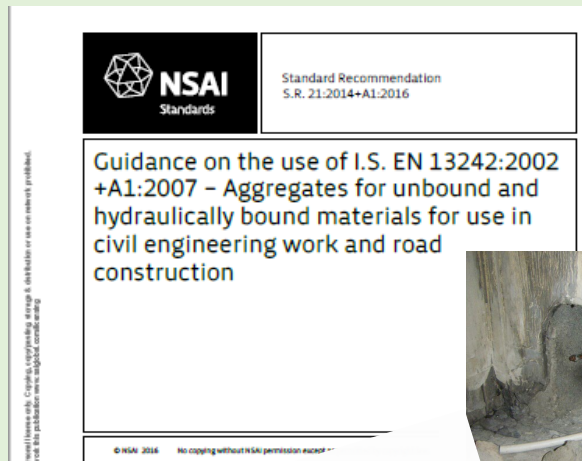 NSAI
Standards
Standard Recommendation
S.R. 21:2014+A1:2016
Guidance on the use of I.S. EN 13242:2002
+A1:2007 – Aggregates for unbound and
hydraulically bound materials for use in
civil engineering work and road
construction
© NSAI 2016 No copying without NSAI permission except